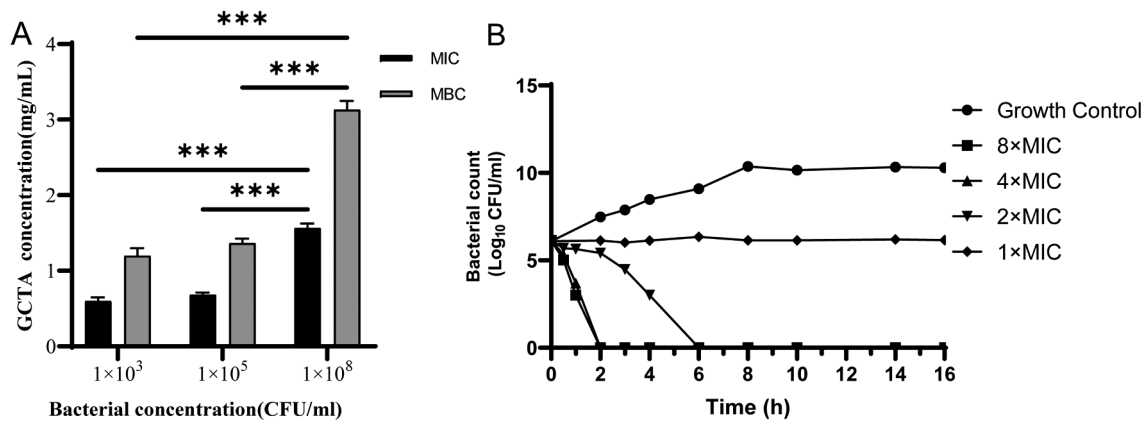 A
***
***
***
***
GCTA concentration(mg/mL)
4
3
2
1
0
1×10³
1×10⁵
1×10⁸
Bacterial concentration(CFU/ml)
MIC
MBC
B
Bacterial count
(Log₁₀ CFU/ml)
15
10
5
0
0 2 4 6 8 10 12 14 16
Time (h)
Growth Control
8×MIC
4×MIC
2×MIC
1×MIC